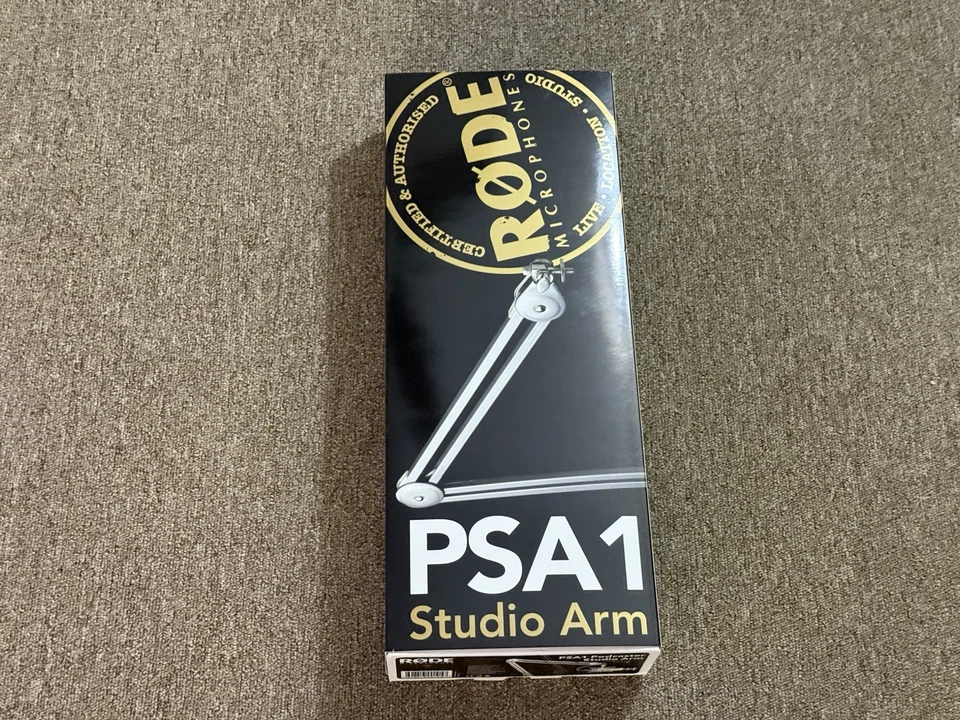 CERTIFIED & AUTHORISED
RØDE®
MICROPHONES
LIVE · LOCATION · STUDIO
PSA1
Studio Arm
RØDE
PSA1 Podcaster
Studio Arm